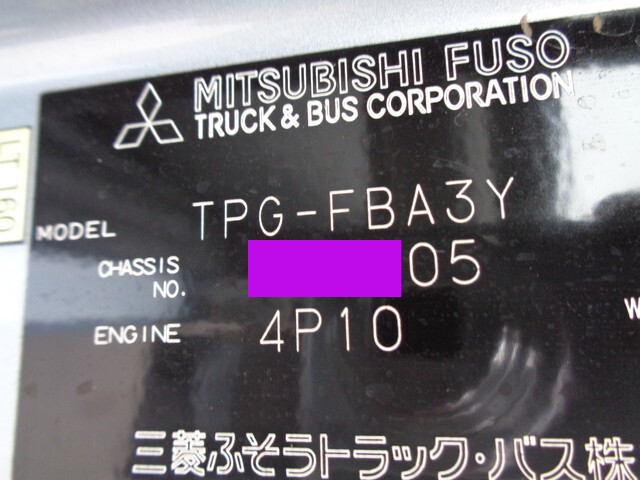 MITSUBISHI FUSO
TRUCK & BUS CORPORATION
MODEL TPG-FBA3Y
CHASSIS NO. 05
ENGINE 4P10
三菱ふそうトラック・バス株